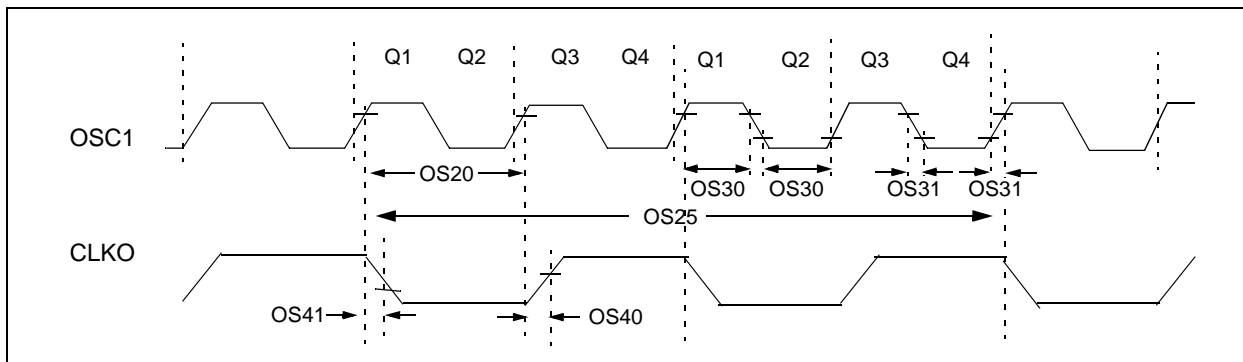 Q1 Q2 Q3 Q4 Q1 Q2 Q3 Q4
OSC1
OS20 OS30 OS30 OS31 OS31
OS25
CLKO
OS41 OS40